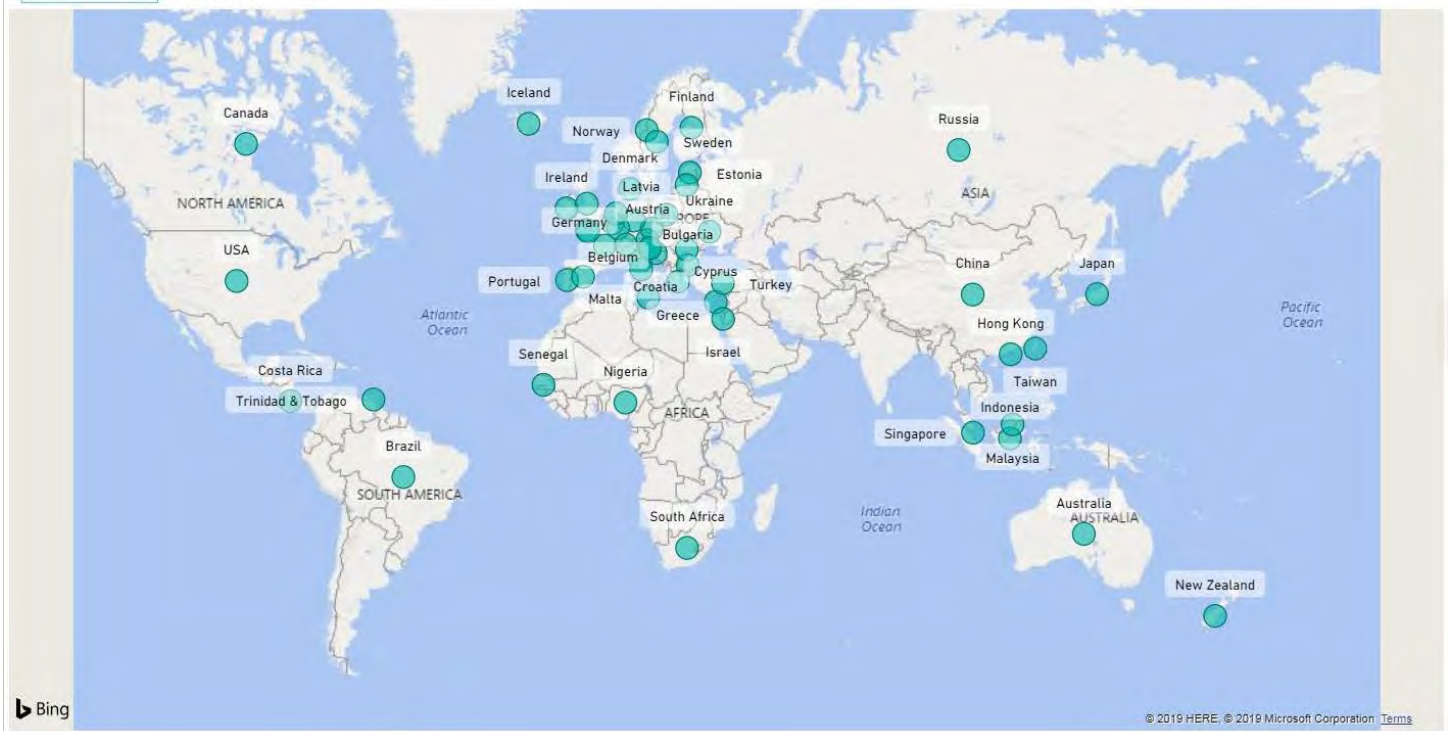 Iceland
Finland
Canada
Russia
Norway
Sweden
Denmark
Ireland
Latvia
Estonia
ASIA
NORTH AMERICA
Ukraine
Austria
Germany
Bulgaria
USA
Belgium
China
Japan
Cyprus
Portugal
Croatia
Turkey
Malta
Atlantic
Ocean
Greece
Pacific
Ocean
Hong Kong
Senegal
Israel
Costa Rica
Nigeria
Taiwan
Trinidad & Tobago
AFRICA
Indonesia
Singapore
Brazil
Malaysia
SOUTH AMERICA
Australia
South Africa
Indian
Ocean
AUSTRALIA
New Zealand
Bing
© 2019 HERE, © 2019 Microsoft Corporation Terms